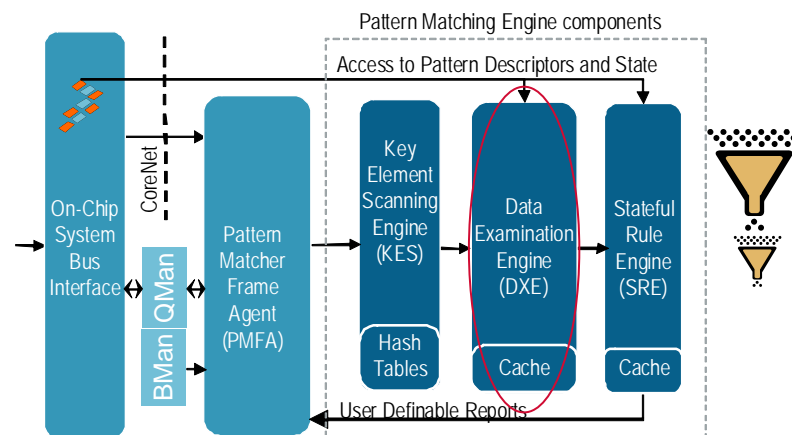 Pattern Matching Engine components
Access to Pattern Descriptors and State
CoreNet
On-Chip
System
Bus
Interface
QMan
BMan
Pattern
Matcher
Frame
Agent
(PMFA)
Key
Element
Scanning
Engine
(KES)
Hash
Tables
Data
Examination
Engine
(DXE)
Cache
Stateful
Rule
Engine
(SRE)
Cache
User Definable Reports